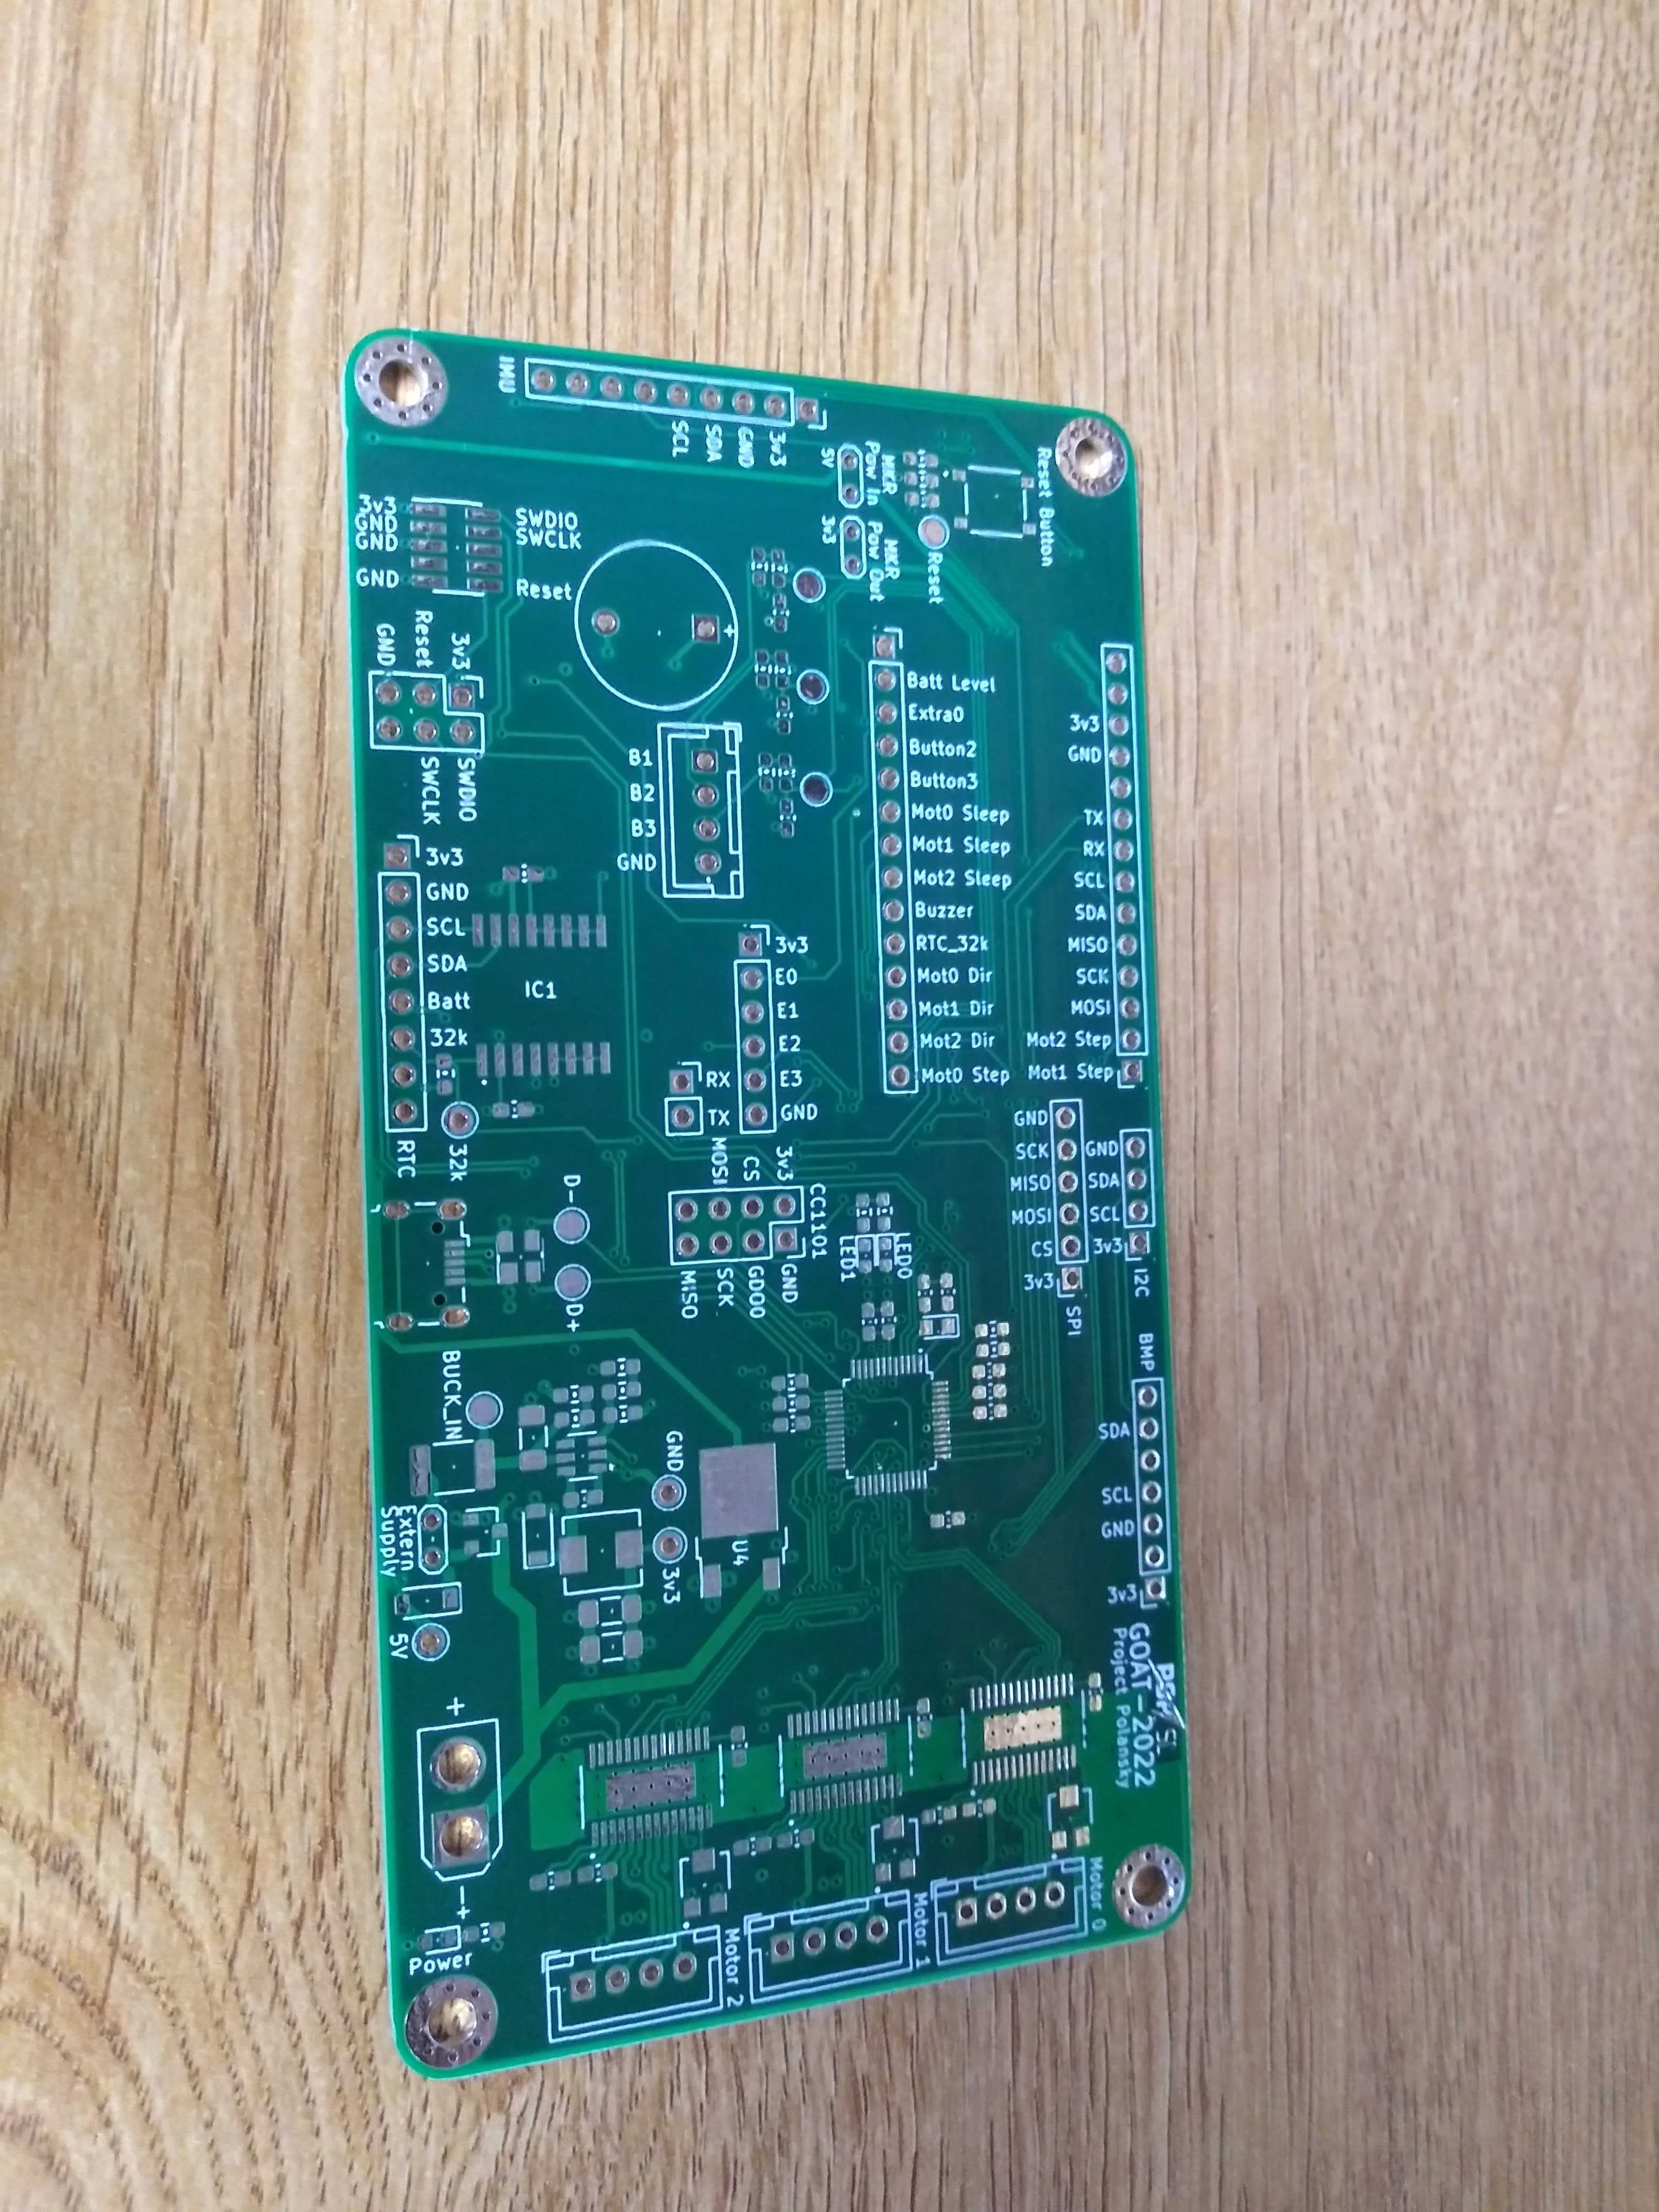 I2C
BMP
PSP SL
GOAT-2022
Project Polansky
3v3
GND
TX
RX
SCL
SDA
MISO
SCK
MOSI
Mot2 Step
Mot1 Step
GND
SDA
SCL
3v3
SDA
SCL
GND
3v3
SPI
GND
SCK
MISO
MOSI
CS
3v3
Motor 0
Reset Button
Reset
Batt Level
Extra0
Button2
Button3
Mot0 Sleep
Mot1 Sleep
Mot2 Sleep
Buzzer
RTC_32k
Mot0 Dir
Mot1 Dir
Mot2 Dir
Mot0 Step
Motor 1
LED0
LED1
MKR
Pow In
5V
MKR
Pow Out
3v3
CC1101
3v3
GND
CS
GDO0
MOSI
SCK
MISO
3v3
E0
E1
E2
E3
GND
RX
TX
U4
Motor 2
3v3
GND
SDA
SCL
IMU
+
B1
B2
B3
GND
GND
3v3
D-
D+
SWDIO
SWCLK
Reset
IC1
3v3
GND
GND
GND
3v3
SWDIO
Reset
SWCLK
GND
3v3
GND
SCL
SDA
Batt
32k
RTC
32k
BUCK_IN
Extern
Supply
5V
+
-
+
Power